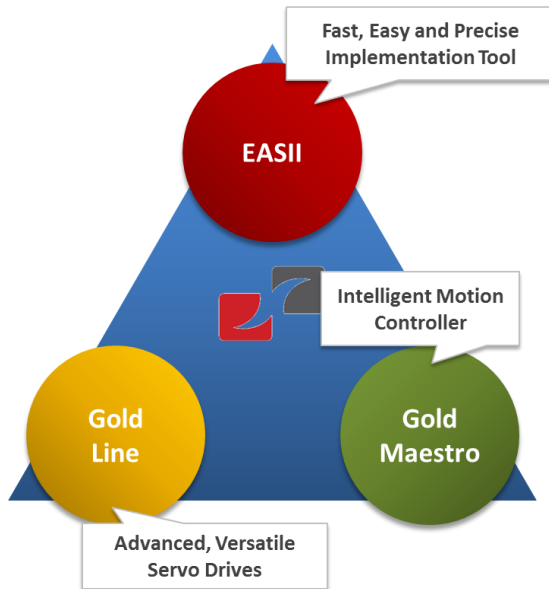 Fast, Easy and Precise
Implementation Tool
EASII
Intelligent Motion
Controller
Gold
Line
Gold
Maestro
Advanced, Versatile
Servo Drives